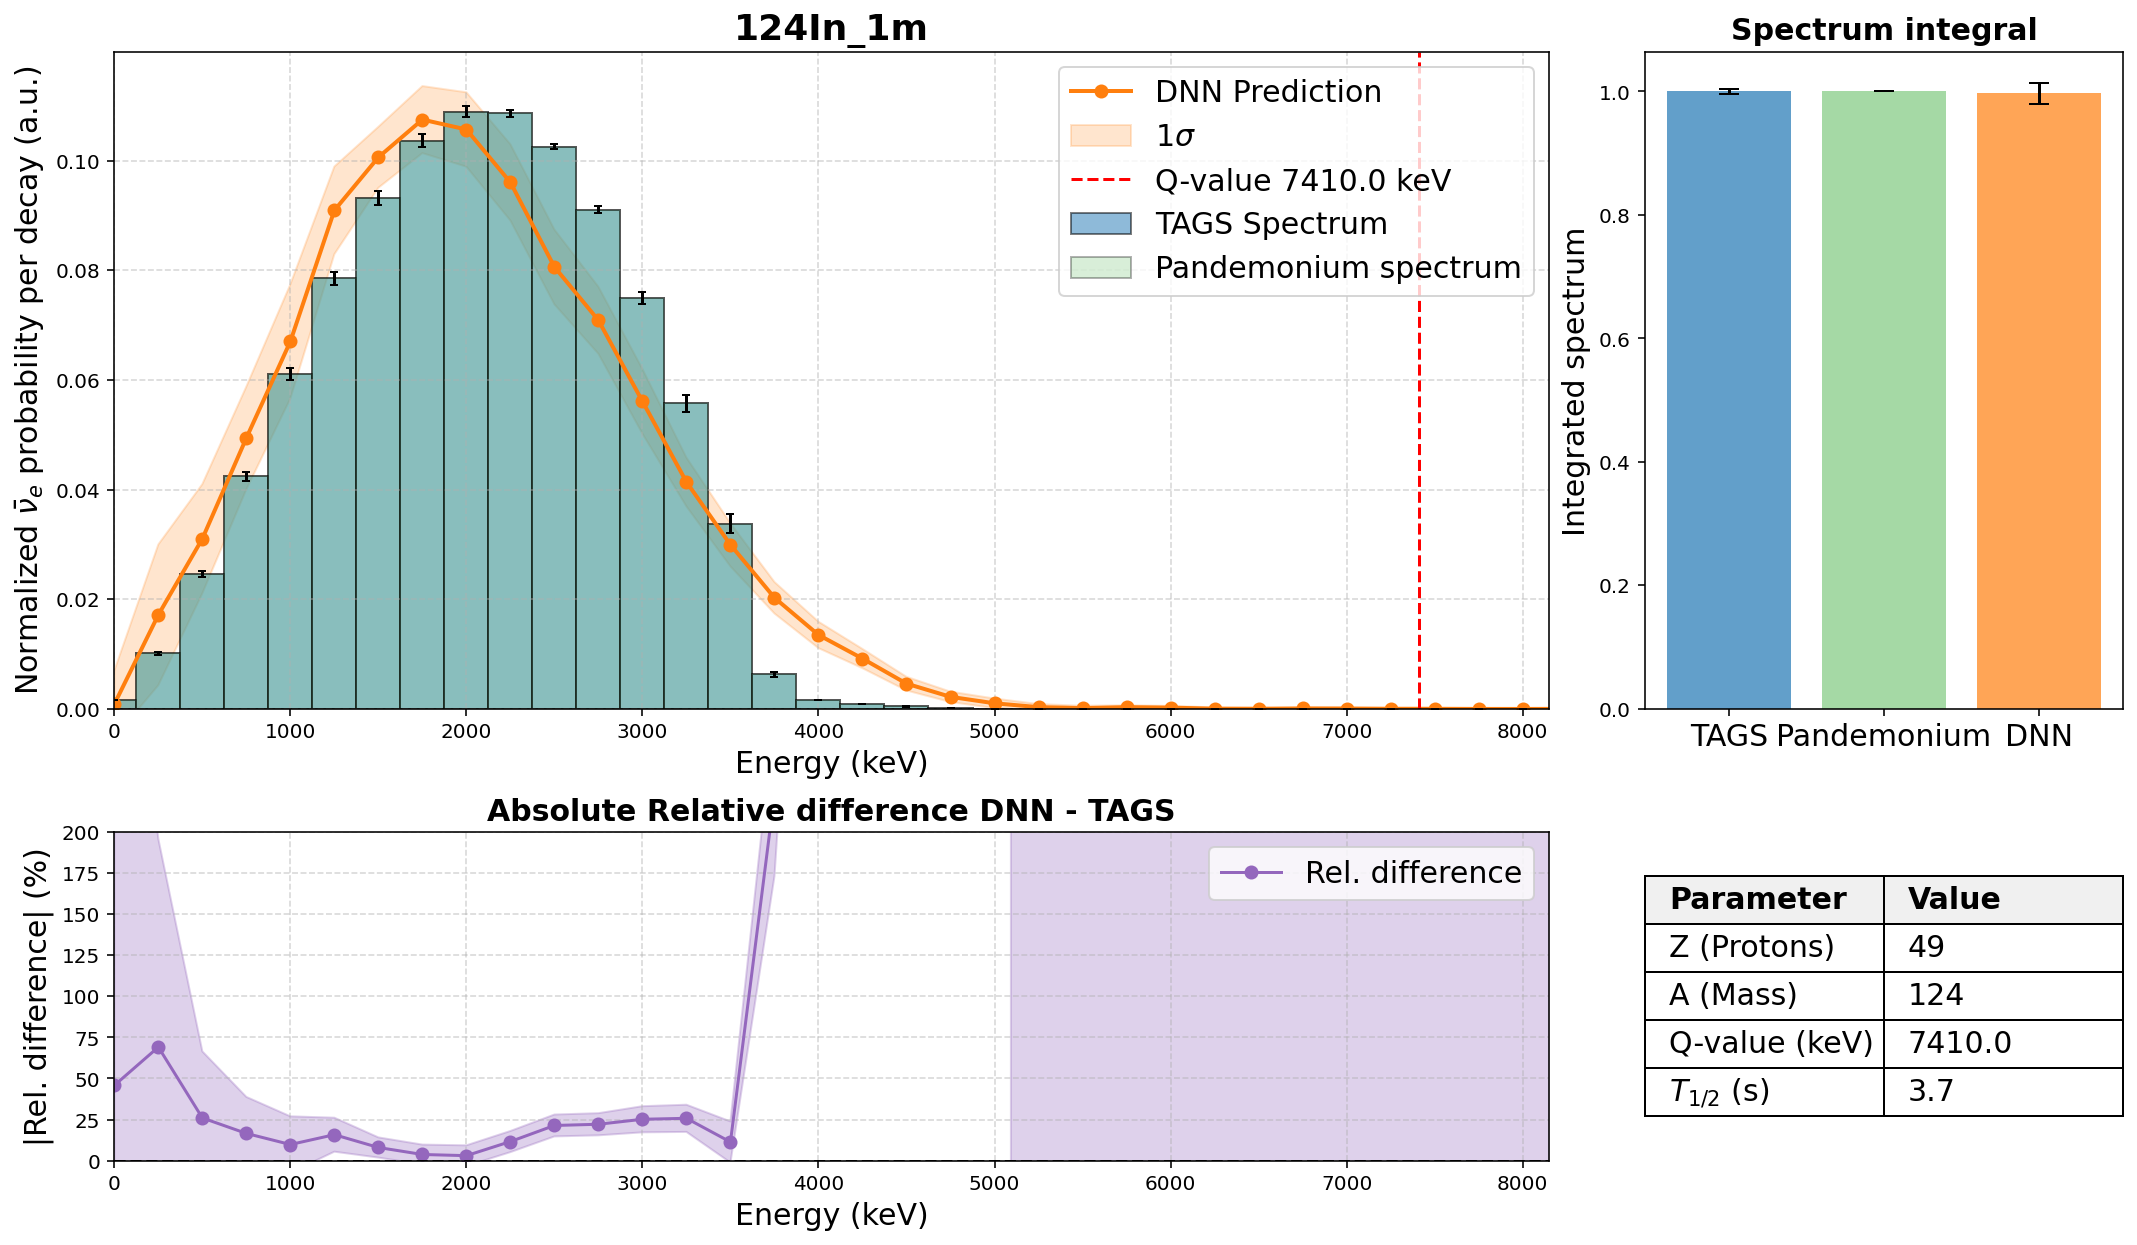 124In_1m
Normalized ν̄e probability per decay (a.u.)
0.10
0.08
0.06
0.04
0.02
0.00
DNN Prediction
1σ
Q-value 7410.0 keV
TAGS Spectrum
Pandemonium spectrum
0 1000 2000 3000 4000 5000 6000 7000 8000
Energy (keV)
Spectrum integral
Integrated spectrum
1.0
0.8
0.6
0.4
0.2
0.0
TAGS Pandemonium DNN
Absolute Relative difference DNN - TAGS
|Rel. difference| (%)
200
175
150
125
100
75
50
25
0
Rel. difference
0 1000 2000 3000 4000 5000 6000 7000 8000
Energy (keV)
Parameter Value
Z (Protons) 49
A (Mass) 124
Q-value (keV) 7410.0
T1/2 (s) 3.7